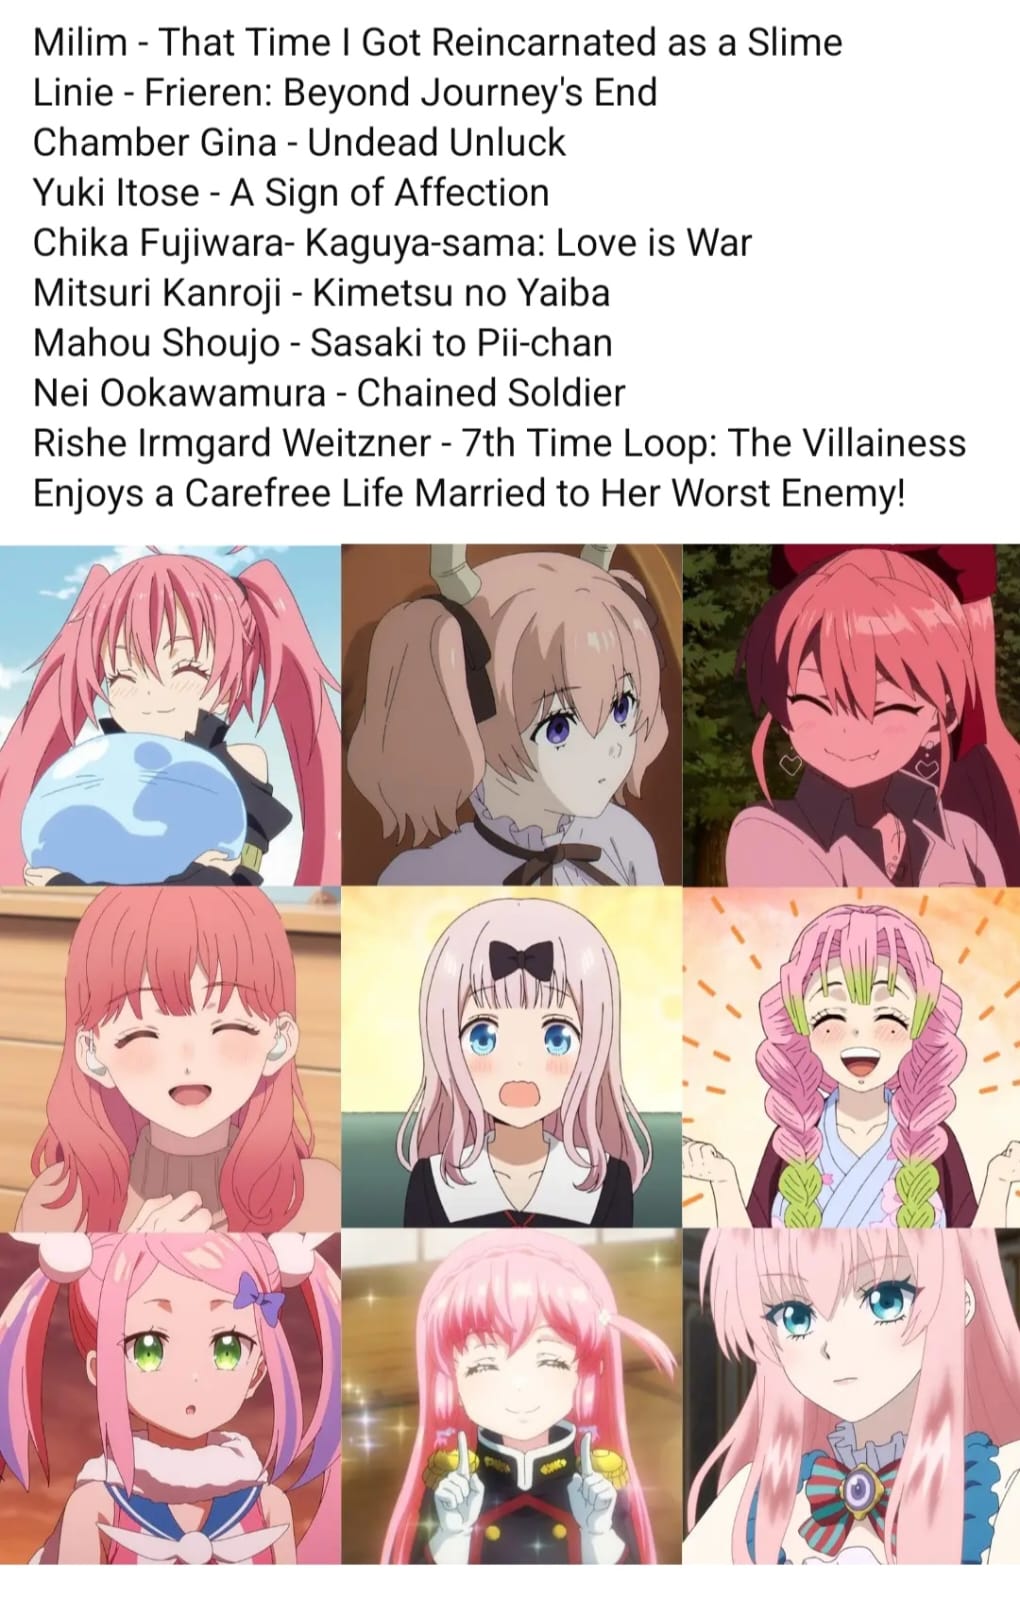 Milim - That Time I Got Reincarnated as a Slime
Linie - Frieren: Beyond Journey's End
Chamber Gina - Undead Unluck
Yuki Itose - A Sign of Affection
Chika Fujiwara- Kaguya-sama: Love is War
Mitsuri Kanroji - Kimetsu no Yaiba
Mahou Shoujo - Sasaki to Pii-chan
Nei Ookawamura - Chained Soldier
Rishe Irmgard Weitzner - 7th Time Loop: The Villainess
Enjoys a Carefree Life Married to Her Worst Enemy!